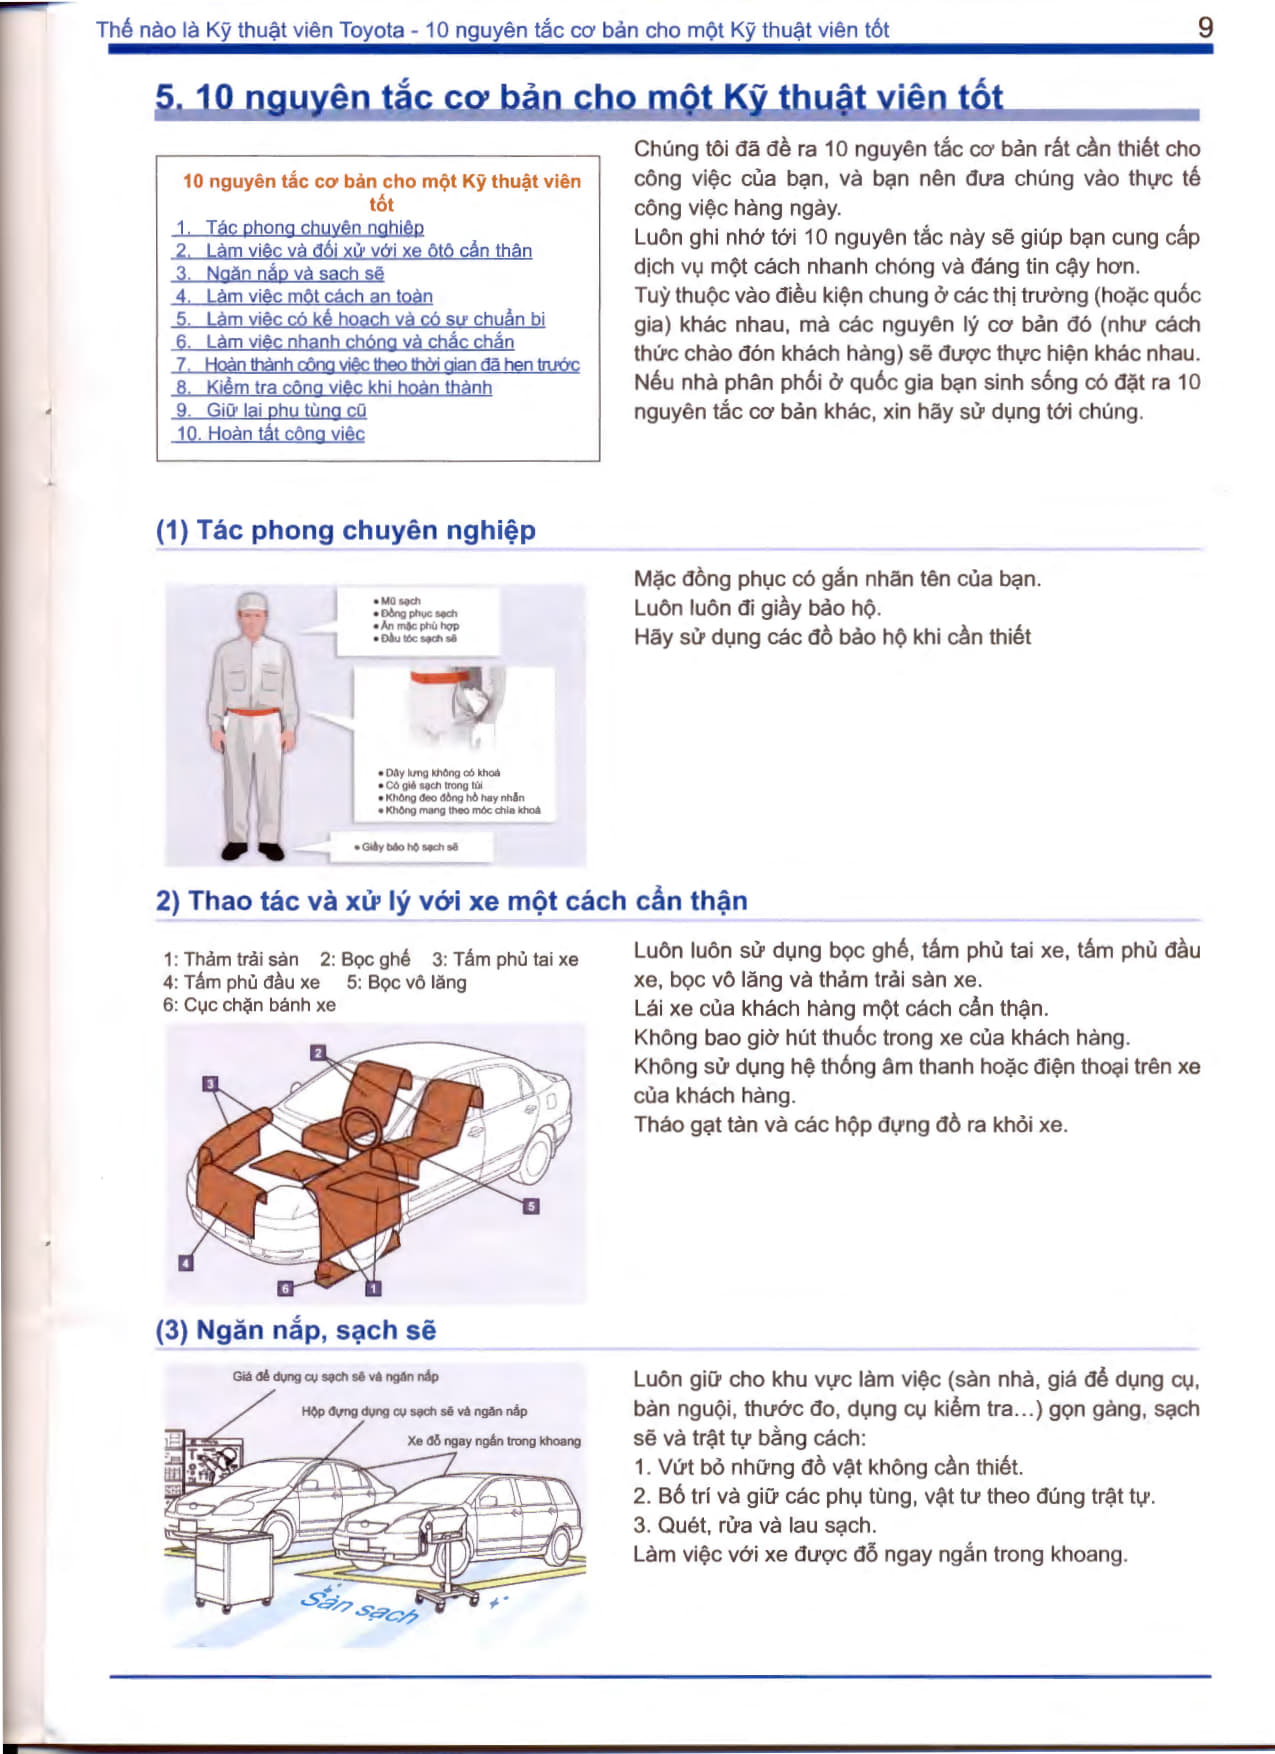 Thế nào là Kỹ thuật viên Toyota - 10 nguyên tắc cơ bản cho một Kỹ thuật viên tốt
9
5. 10 nguyên tắc cơ bản cho một Kỹ thuật viên tốt
10 nguyên tắc cơ bản cho một Kỹ thuật viên
tốt
1. Tác phong chuyên nghiệp
2. Làm việc và đối xử với xe ôtô cẩn thân
3. Ngăn nắp và sach sẽ
4. Làm việc một cách an toàn
5. Làm việc có kế hoạch và có sự chuẩn bị
6. Làm việc nhanh chóng và chắc chắn
7. Hoàn thành công việc theo thời gian đã hẹn trước
8. Kiểm tra công việc khi hoàn thành
9. Giữ lại phụ tùng cũ
10. Hoàn tất công việc
Chúng tôi đã đề ra 10 nguyên tắc cơ bản rất cần thiết cho
công việc của bạn, và bạn nên đưa chúng vào thực tế
công việc hàng ngày.
Luôn ghi nhớ tới 10 nguyên tắc này sẽ giúp bạn cung cấp
dịch vụ một cách nhanh chóng và đáng tin cậy hơn.
Tuỳ thuộc vào điều kiện chung ở các thị trường (hoặc quốc
gia) khác nhau, mà các nguyên lý cơ bản đó (như cách
thức chào đón khách hàng) sẽ được thực hiện khác nhau.
Nếu nhà phân phối ở quốc gia bạn sinh sống có đặt ra 10
nguyên tắc cơ bản khác, xin hãy sử dụng tới chúng.
(1) Tác phong chuyên nghiệp
• Mũ sạch
• Đồng phục sạch
• Ăn mặc phù hợp
• Đầu tóc sạch sẽ
• Dây lưng không có khoá
• Có giẻ sạch trong túi
• Không đeo đồng hồ hay nhẫn
• Không mang theo móc chìa khoá
• Giầy bảo hộ sạch sẽ
Mặc đồng phục có gắn nhãn tên của bạn.
Luôn luôn đi giầy bảo hộ.
Hãy sử dụng các đồ bảo hộ khi cần thiết
2) Thao tác và xử lý với xe một cách cẩn thận
1: Thảm trải sàn 2: Bọc ghế 3: Tấm phủ tai xe
4: Tấm phủ đầu xe 5: Bọc vô lăng
6: Cục chặn bánh xe
2
3
5
4
6
1
Luôn luôn sử dụng bọc ghế, tấm phủ tai xe, tấm phủ đầu
xe, bọc vô lăng và thảm trải sàn xe.
Lái xe của khách hàng một cách cẩn thận.
Không bao giờ hút thuốc trong xe của khách hàng.
Không sử dụng hệ thống âm thanh hoặc điện thoại trên xe
của khách hàng.
Tháo gạt tàn và các hộp đựng đồ ra khỏi xe.
(3) Ngăn nắp, sạch sẽ
Giá để dụng cụ sạch sẽ và ngăn nắp
Hộp đựng dụng cụ sạch sẽ và ngăn nắp
Xe đỗ ngay ngắn trong khoang
Sàn sạch
Luôn giữ cho khu vực làm việc (sàn nhà, giá để dụng cụ,
bàn nguội, thước đo, dụng cụ kiểm tra...) gọn gàng, sạch
sẽ và trật tự bằng cách:
1. Vứt bỏ những đồ vật không cần thiết.
2. Bố trí và giữ các phụ tùng, vật tư theo đúng trật tự.
3. Quét, rửa và lau sạch.
Làm việc với xe được đỗ ngay ngắn trong khoang.